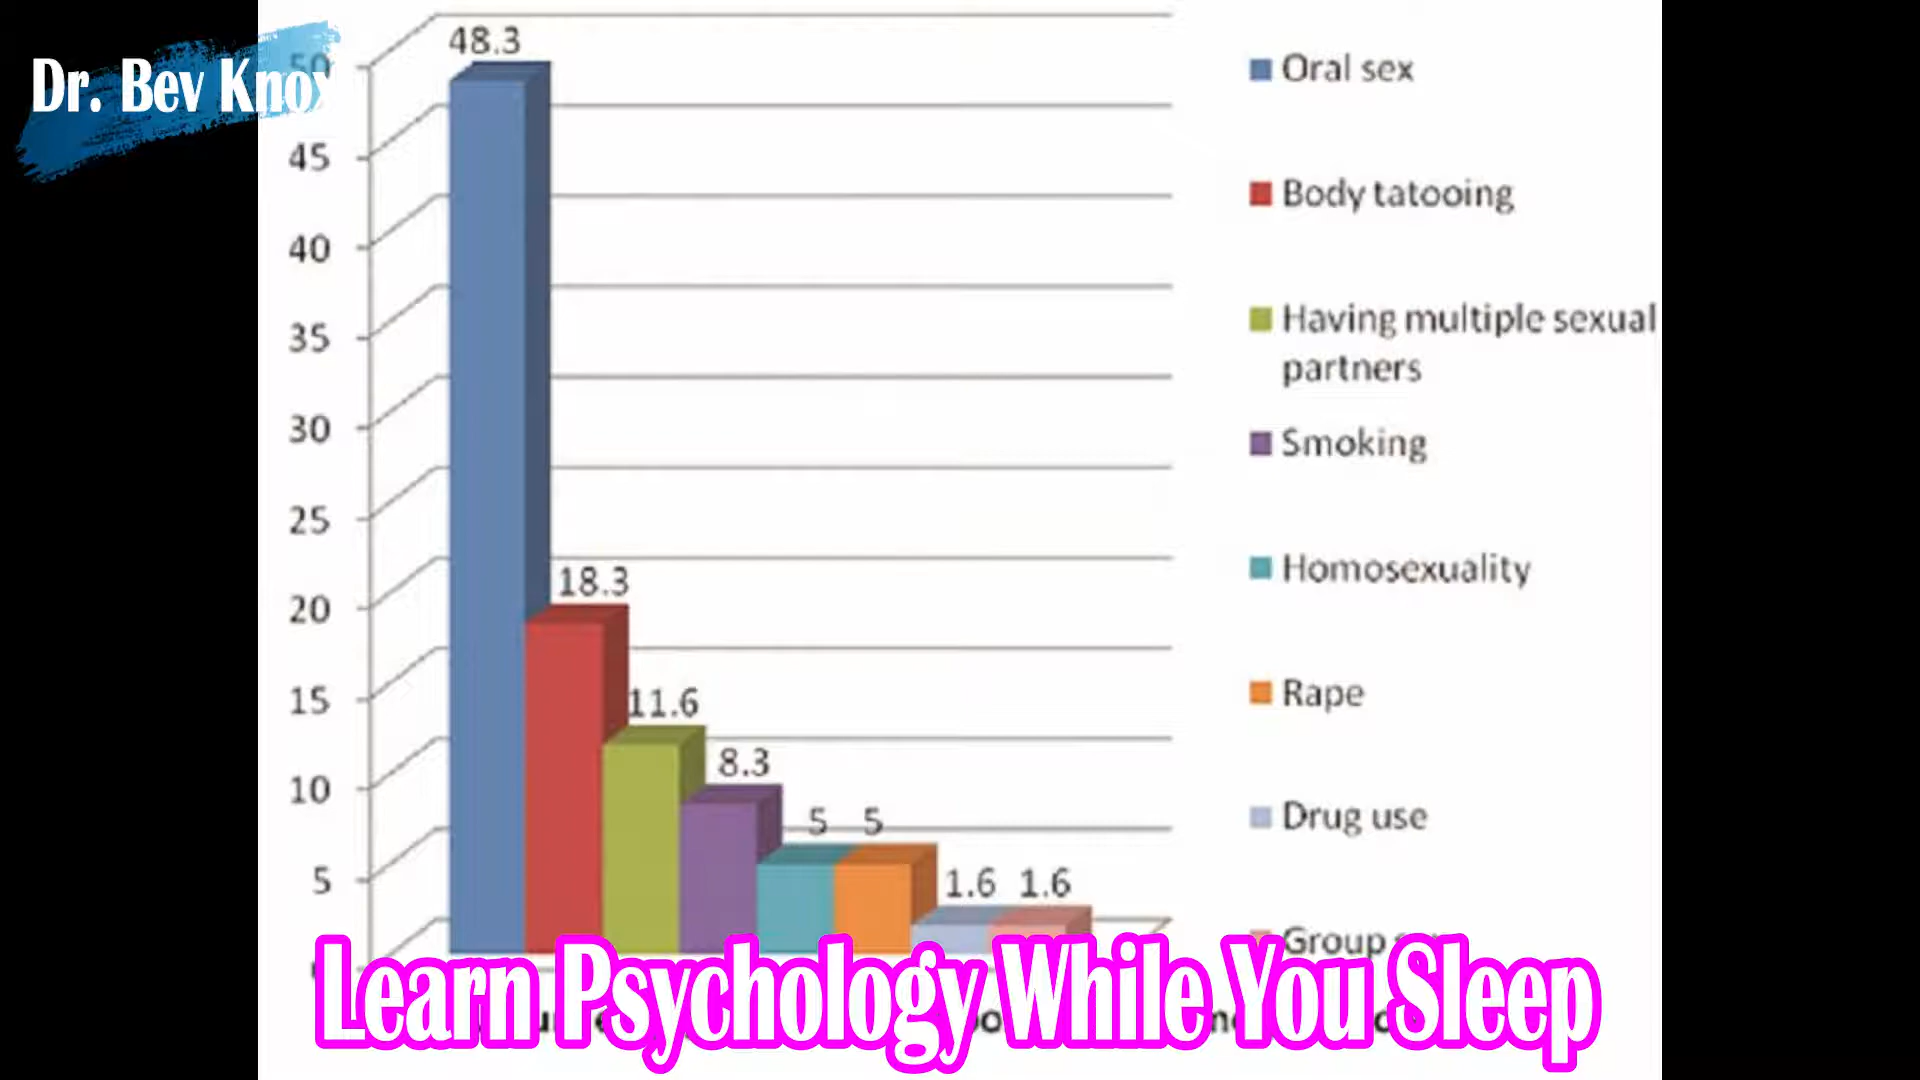 Dr. Bev Knox
48.3
50
45
40
35
30
25
20
15
10
5
18.3
11.6
8.3
5 5
1.6 1.6
Oral sex
Body tatooing
Having multiple sexual
partners
Smoking
Homosexuality
Rape
Drug use
Group
Learn Psychology While You Sleep